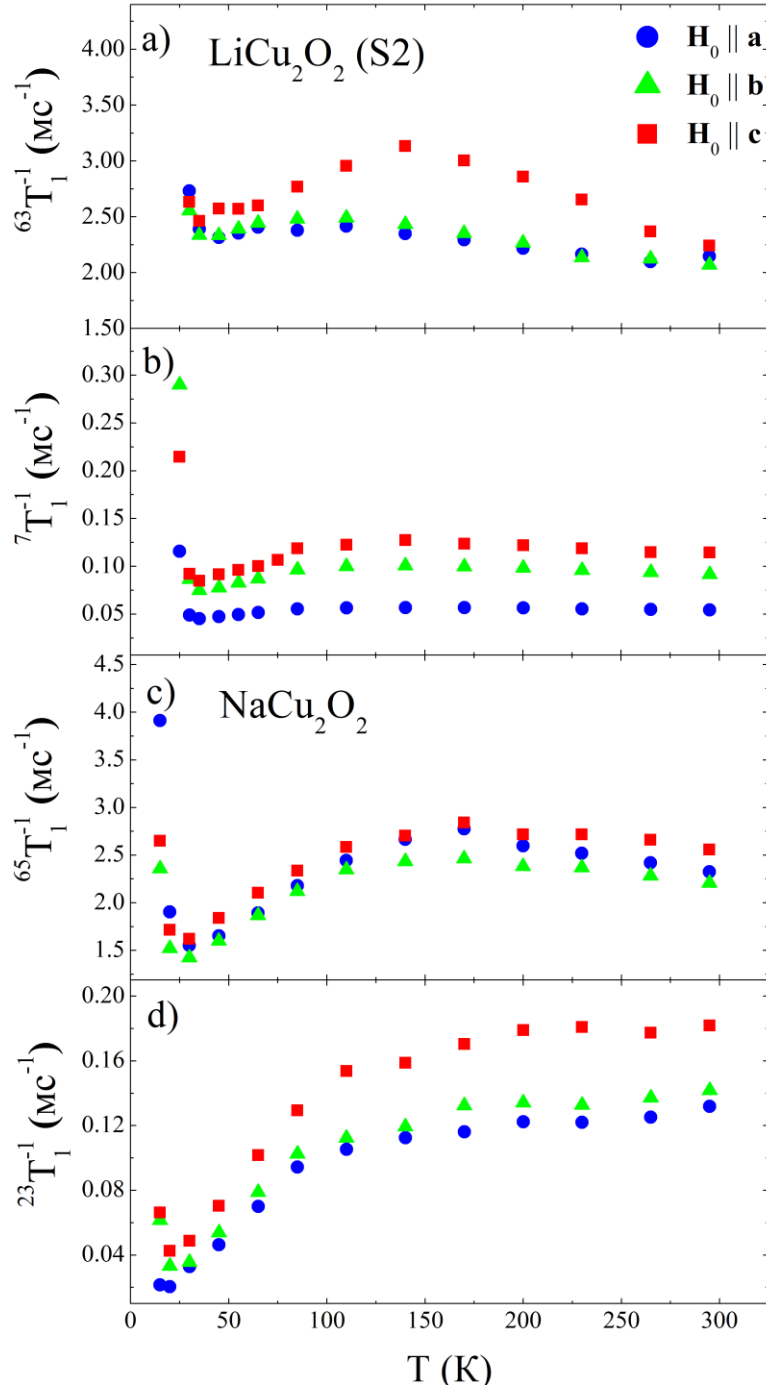 a)
LiCu₂O₂ (S2)
H₀ || a
H₀ || b
H₀ || c
⁶³T₁⁻¹ (мс⁻¹)
4.00
3.50
3.00
2.50
2.00
1.50
b)
⁷T₁⁻¹ (мс⁻¹)
0.30
0.25
0.20
0.15
0.10
0.05
c)
NaCu₂O₂
⁶⁵T₁⁻¹ (мс⁻¹)
4.5
4.0
3.5
3.0
2.5
2.0
1.5
d)
²³T₁⁻¹ (мс⁻¹)
0.20
0.16
0.12
0.08
0.04
0 50 100 150 200 250 300
T (К)